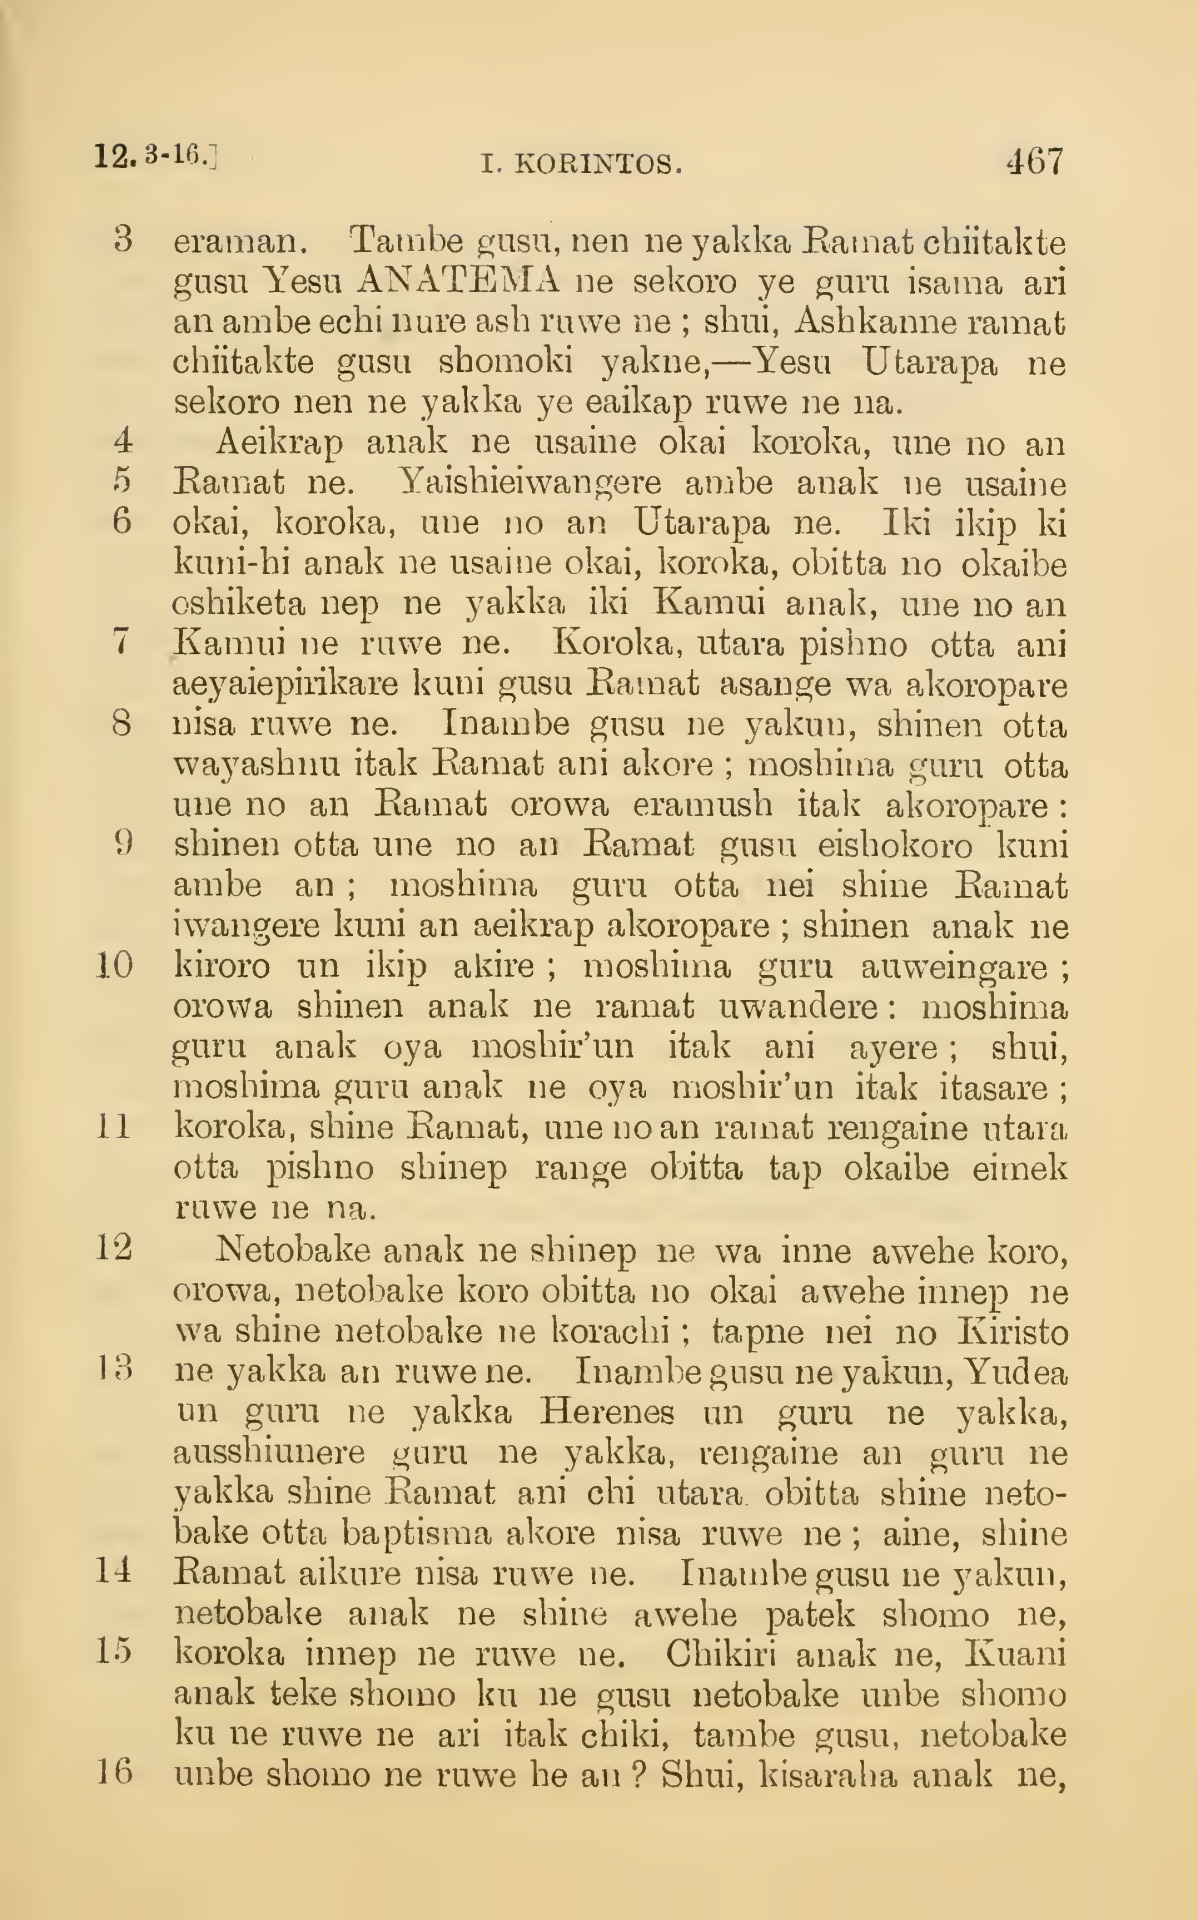 12. 3-16.] I. KORINTOS. 467
3 eraman. Tambe gusu, nen ne yakka Ramat chiitakte
gusu Yesu ANATEMA ne sekoro ye guru isama ari
an ambe echi nure ash ruwe ne ; shui, Ashkanne ramat
chiitakte gusu shomoki yakne,—Yesu Utarapa ne
sekoro nen ne yakka ye eaikap ruwe ne na.
4 Aeikrap anak ne usaine okai koroka, une no an
5 Ramat ne. Yaishieiwangere ambe anak ne usaine
6 okai, koroka, une no an Utarapa ne. Iki ikip ki
kuni-hi anak ne usaine okai, koroka, obitta no okaibe
oshiketa nep ne yakka iki Kamui anak, une no an
7 Kamui ne ruwe ne. Koroka, utara pishno otta ani
aeyaiepirikare kuni gusu Ramat asange wa akoropare
8 nisa ruwe ne. Inambe gusu ne yakun, shinen otta
wayashnu itak Ramat ani akore ; moshima guru otta
une no an Ramat orowa eramush itak akoropare :
9 shinen otta une no an Ramat gusu eishokoro kuni
ambe an ; moshima guru otta nei shine Ramat
iwangere kuni an aeikrap akoropare ; shinen anak ne
10 kiroro un ikip akire ; moshima guru auweingare ;
orowa shinen anak ne ramat uwandere : moshima
guru anak oya moshir'un itak ani ayere ; shui,
moshima guru anak ne oya moshir'un itak itasare ;
11 koroka, shine Ramat, une no an ramat rengaine utara
otta pishno shinep range obitta tap okaibe eimek
ruwe ne na.
12 Netobake anak ne shinep ne wa inne awehe koro,
orowa, netobake koro obitta no okai awehe innep ne
wa shine netobake ne korachi ; tapne nei no Kiristo
13 ne yakka an ruwe ne. Inambe gusu ne yakun, Yudea
un guru ne yakka Herenes un guru ne yakka,
ausshiunere guru ne yakka, rengaine an guru ne
yakka shine Ramat ani chi utara obitta shine neto-
bake otta baptisma akore nisa ruwe ne ; aine, shine
14 Ramat aikure nisa ruwe ne. Inambe gusu ne yakun,
netobake anak ne shine awehe patek shomo ne,
15 koroka innep ne ruwe ne. Chikiri anak ne, Kuani
anak teke shomo ku ne gusu netobake unbe shomo
ku ne ruwe ne ari itak chiki, tambe gusu, netobake
16 unbe shomo ne ruwe he an ? Shui, kisaraha anak ne,